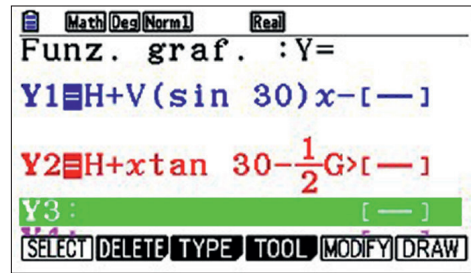 Math Deg Norm1 Real
Funz. graf. :Y=
Y1=H+V(sin 30)x-[—]
Y2=H+xtan 30-1/2G>[—]
Y3: [—]
SELECT DELETE TYPE TOOL MODIFY DRAW